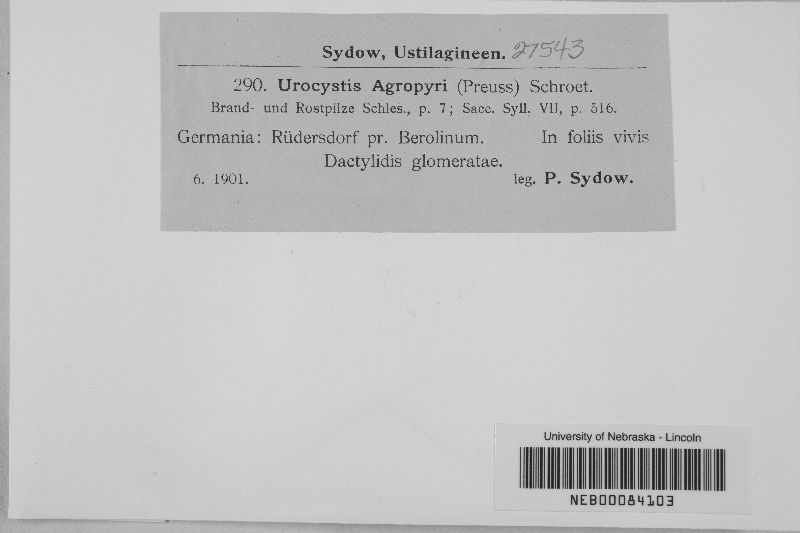 Sydow, Ustilagineen. 27543
290. Urocystis Agropyri (Preuss) Schroet.
Brand- und Rostpilze Schles., p. 7; Sacc. Syll. VII, p. 516.
Germania: Rüdersdorf pr. Berolinum. In foliis vivis
Dactylidis glomeratae.
6. 1901. leg. P. Sydow.
University of Nebraska - Lincoln
NEB00084103